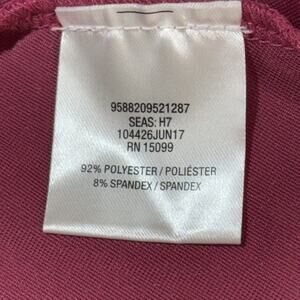 9588209521287
SEAS: H7
104426JUN17
RN 15099
92% POLYESTER / POLIÉSTER
8% SPANDEX / SPANDEX